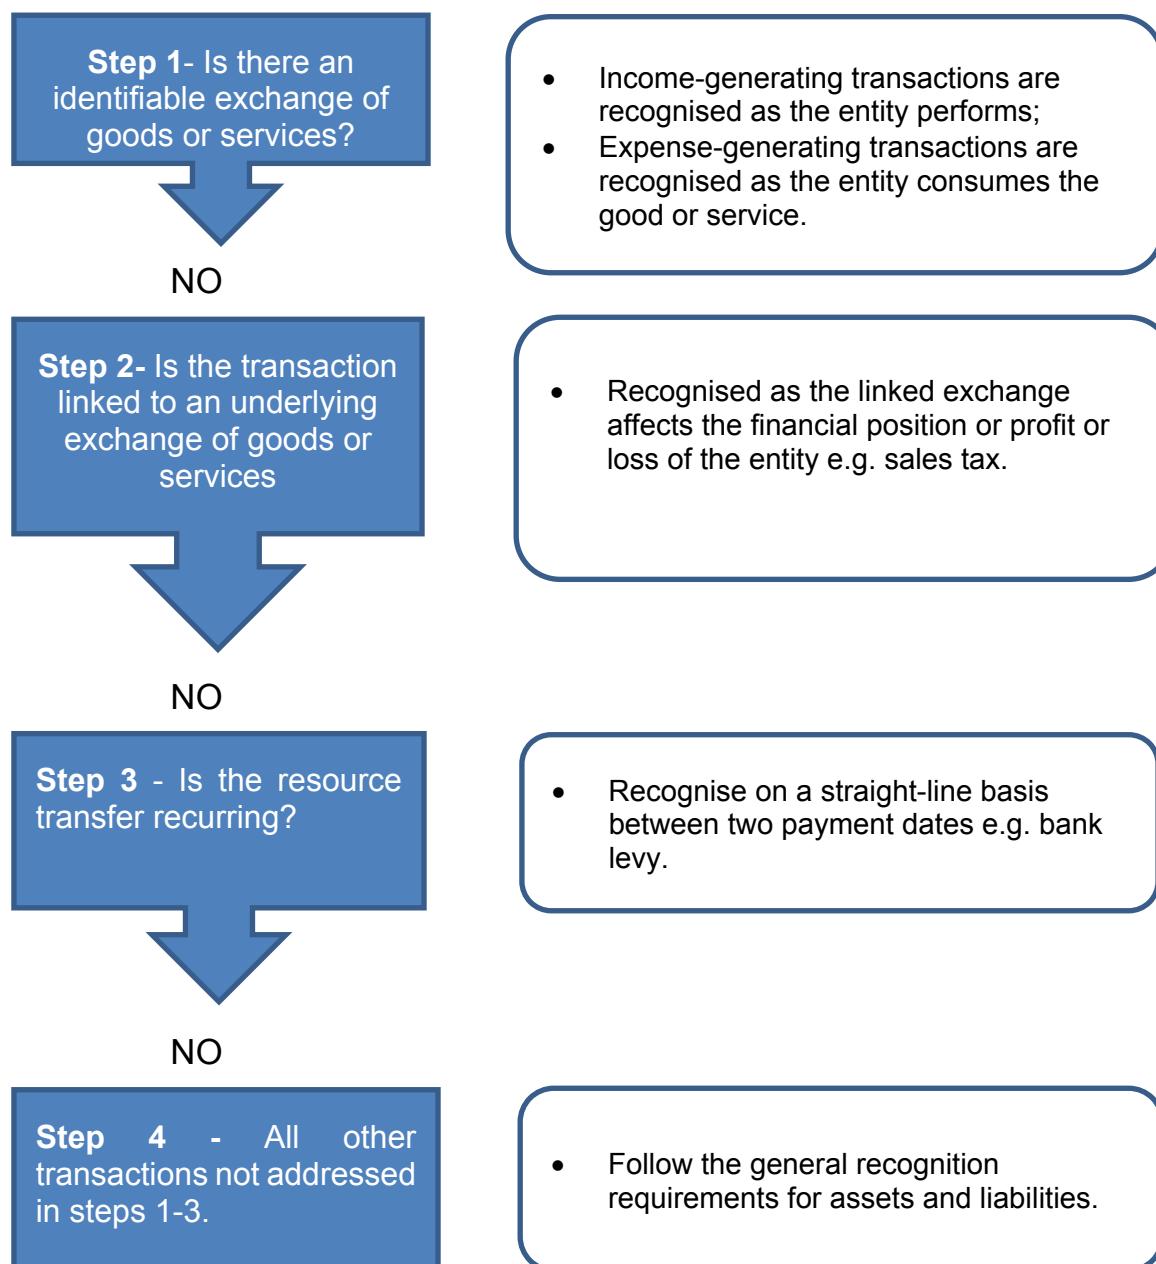 Step 1- Is there an
identifiable exchange of
goods or services?
• Income-generating transactions are
recognised as the entity performs;
• Expense-generating transactions are
recognised as the entity consumes the
good or service.
NO
Step 2- Is the transaction
linked to an underlying
exchange of goods or
services
• Recognised as the linked exchange
affects the financial position or profit or
loss of the entity e.g. sales tax.
NO
Step 3 - Is the resource
transfer recurring?
• Recognise on a straight-line basis
between two payment dates e.g. bank
levy.
NO
Step 4 - All other
transactions not addressed
in steps 1-3.
• Follow the general recognition
requirements for assets and liabilities.